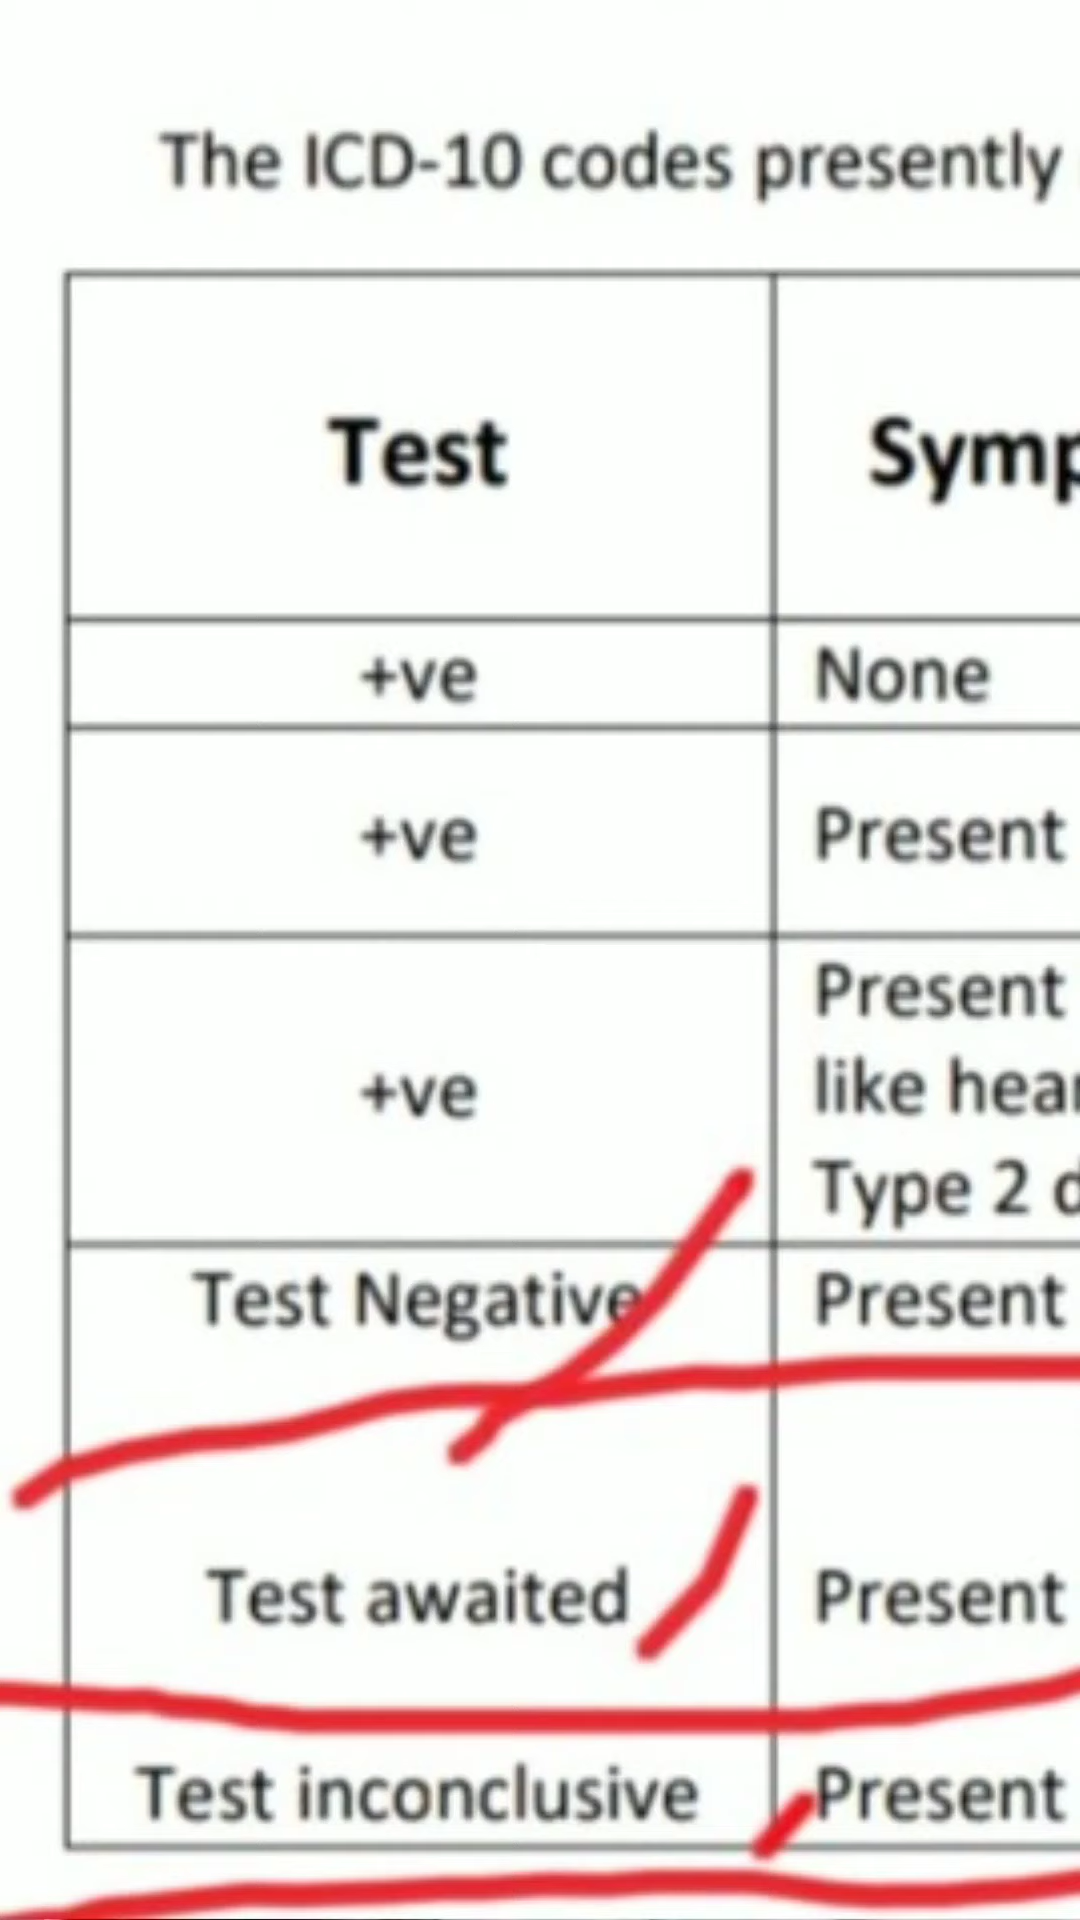 The ICD-10 codes presently
Test
+ve None
+ve Present
+ve
Present
like
Type 2
Test Negative Present
Test awaited Present
Test inconclusive Present